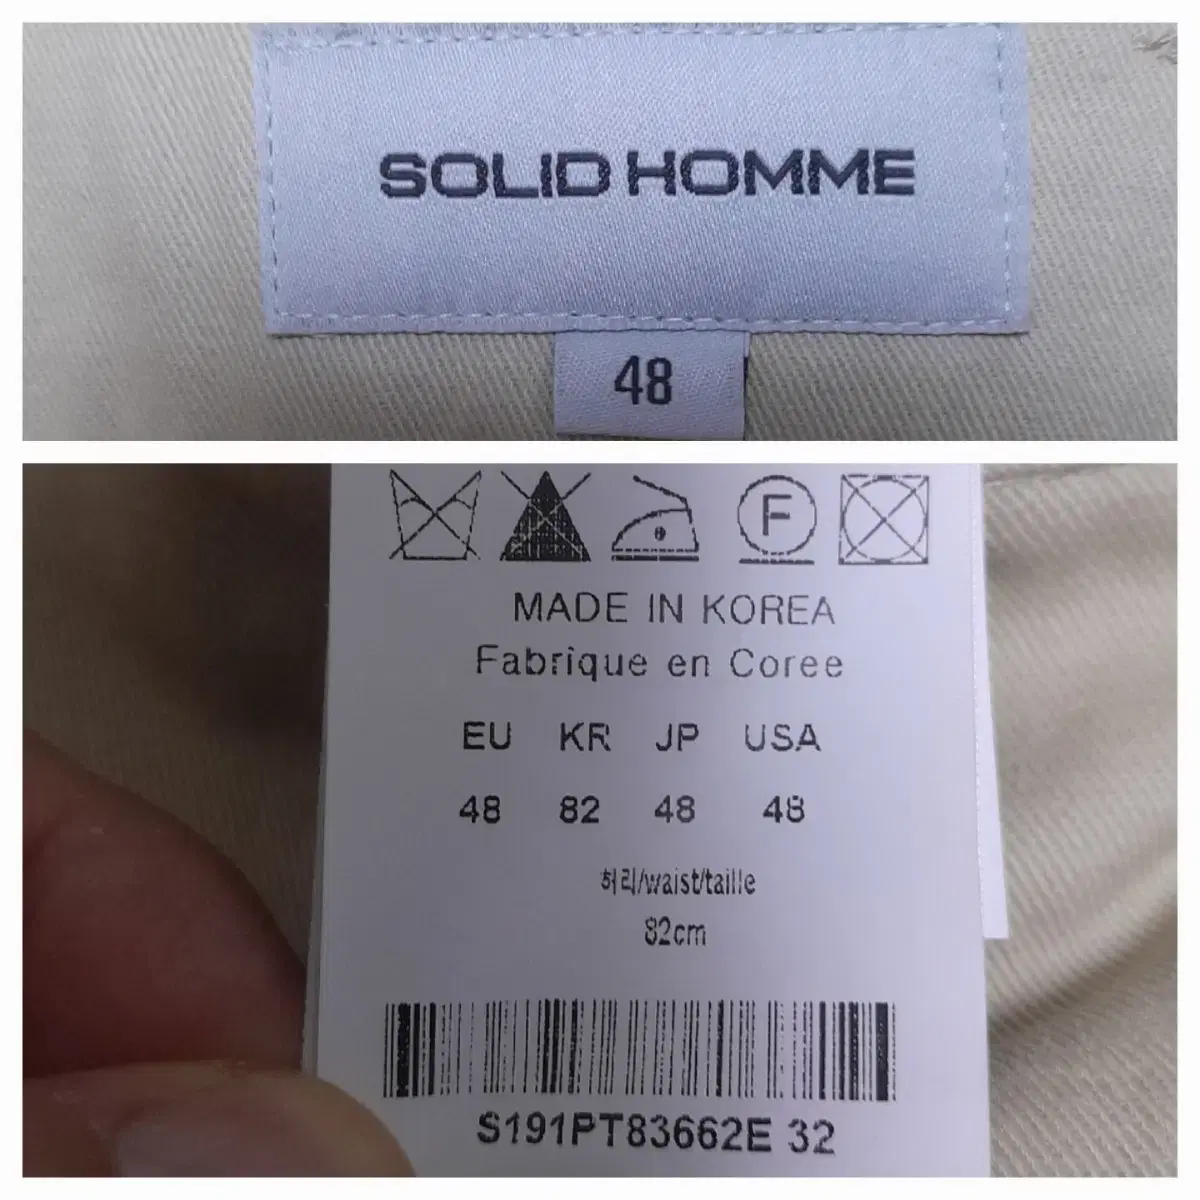 SOLID HOMME
48
F
MADE IN KOREA
Fabrique en Coree
EU KR JP USA
48 82 48 48
허리/waist/taille
82cm
S191PT83662E 32